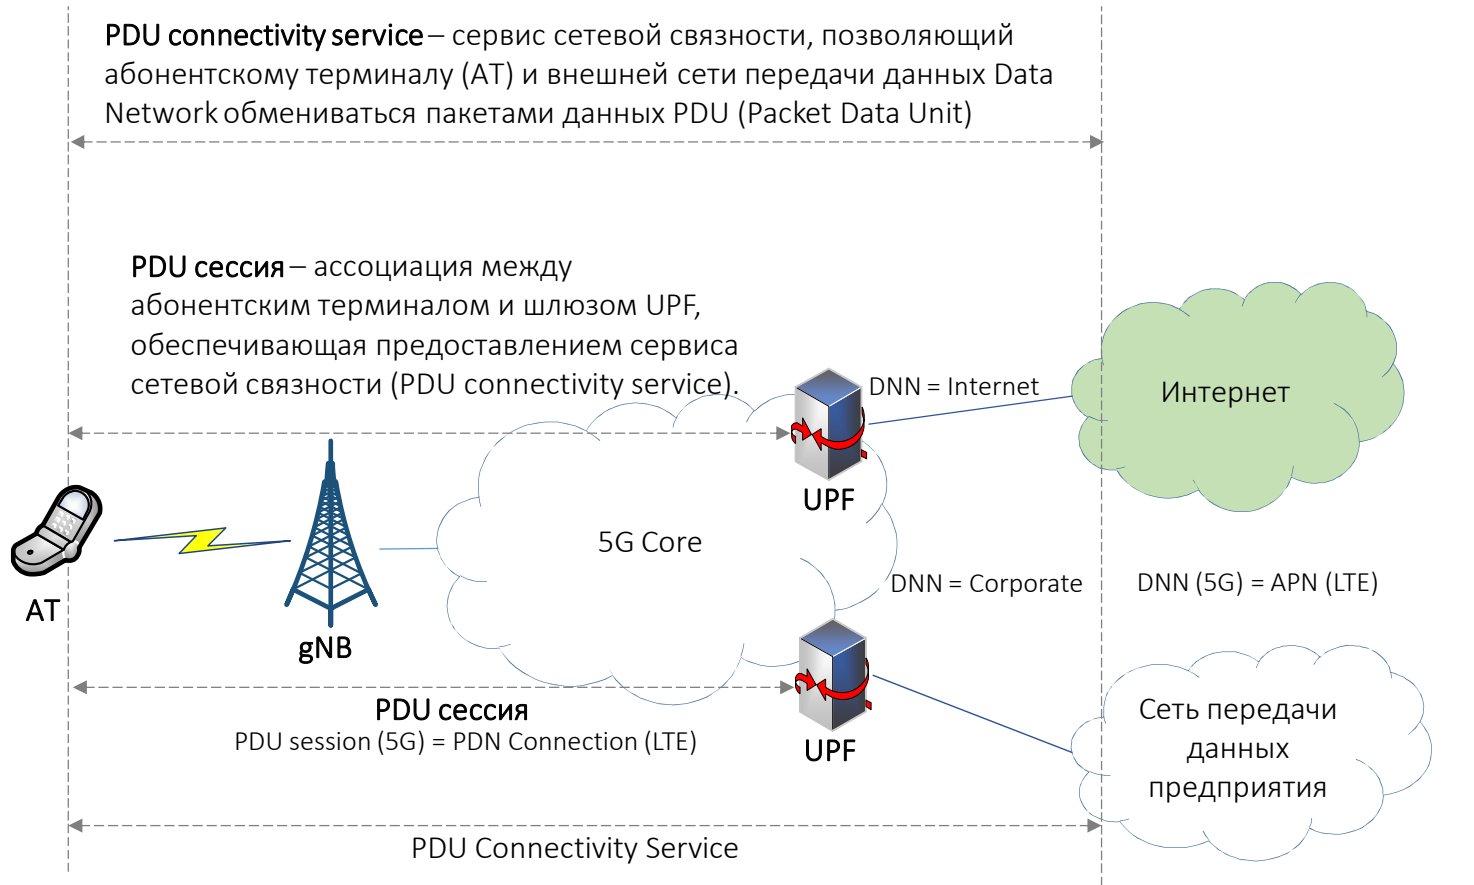 PDU connectivity service – сервис сетевой связности, позволяющий
абонентскому терминалу (АТ) и внешней сети передачи данных Data
Network обмениваться пакетами данных PDU (Packet Data Unit)
PDU сессия – ассоциация между
абонентским терминалом и шлюзом UPF,
обеспечивающая предоставлением сервиса
сетевой связности (PDU connectivity service).
DNN = Internet
Интернет
UPF
5G Core
DNN = Corporate
DNN (5G) = APN (LTE)
АТ
gNB
PDU сессия
PDU session (5G) = PDN Connection (LTE)
UPF
Сеть передачи
данных
предприятия
PDU Connectivity Service